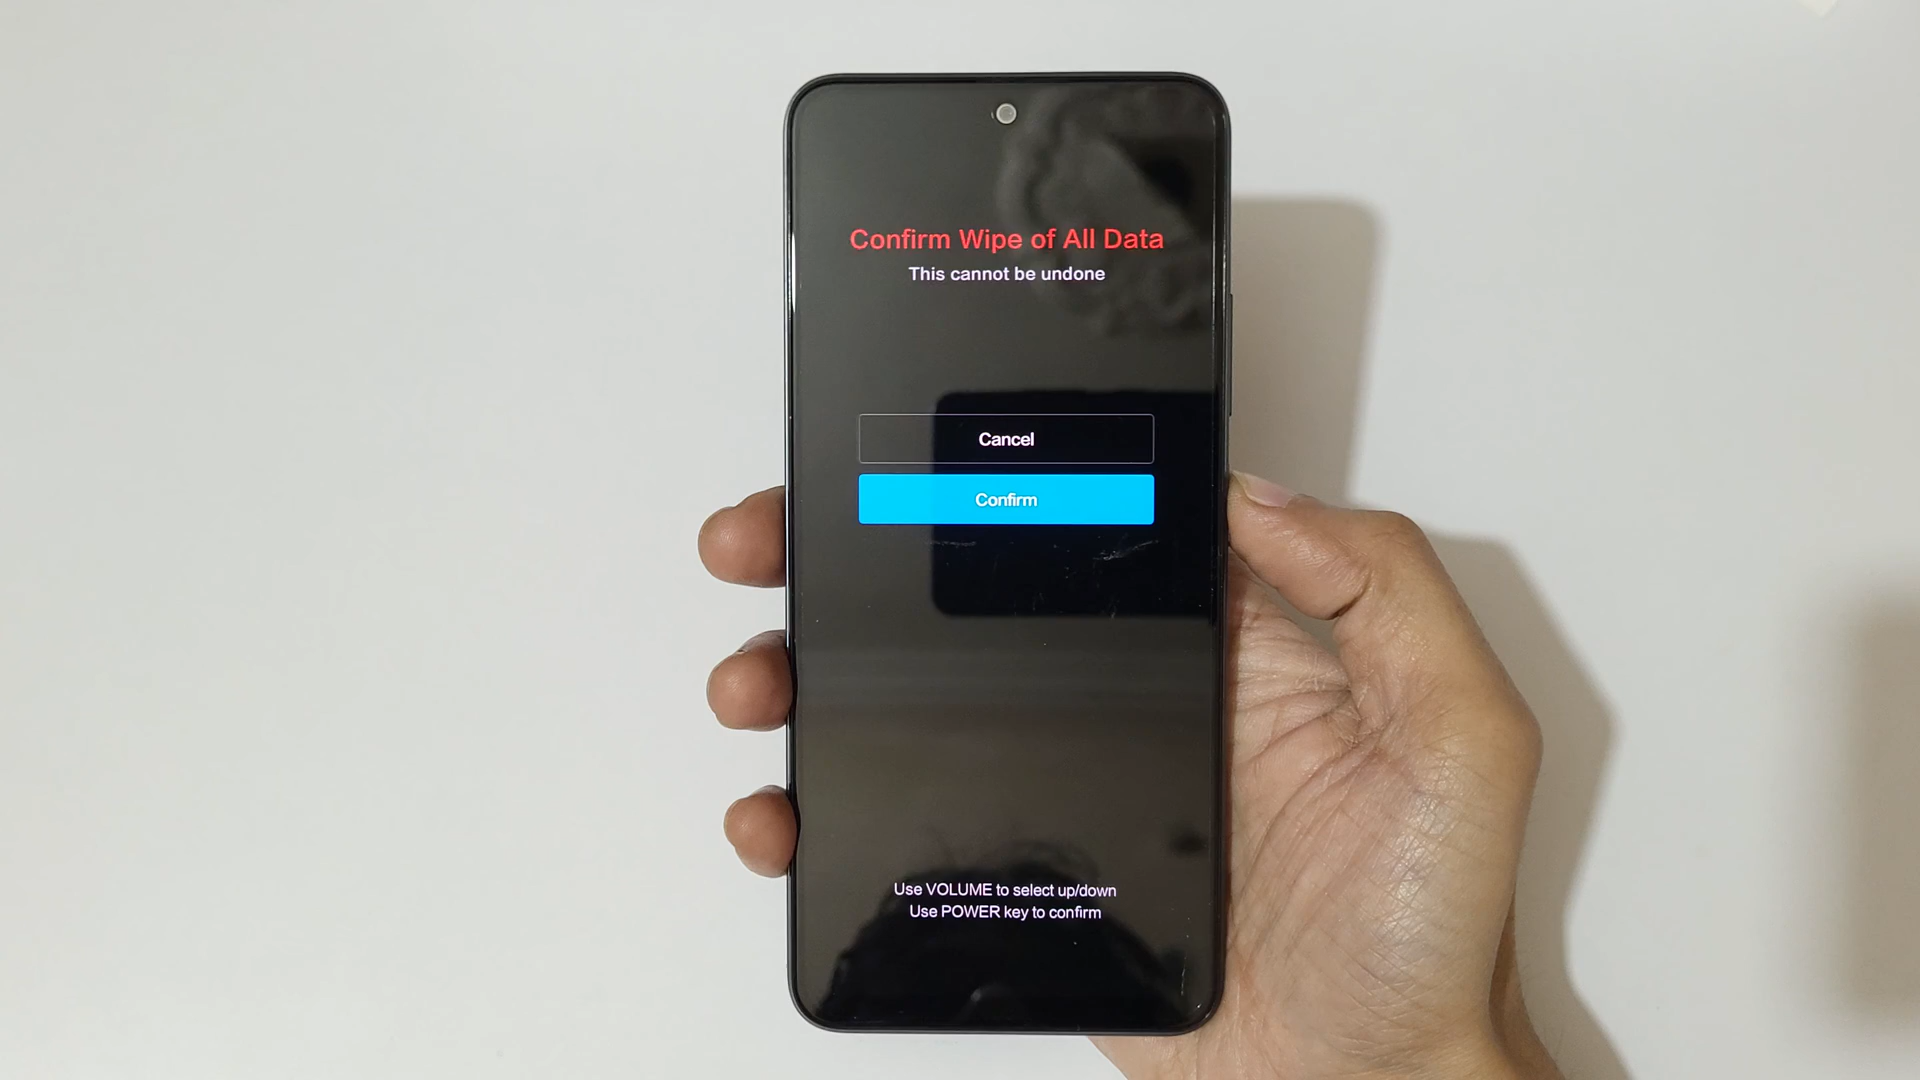 Confirm Wipe of All Data
This cannot be undone
Cancel
Confirm
Use VOLUME to select up/down
Use POWER key to confirm